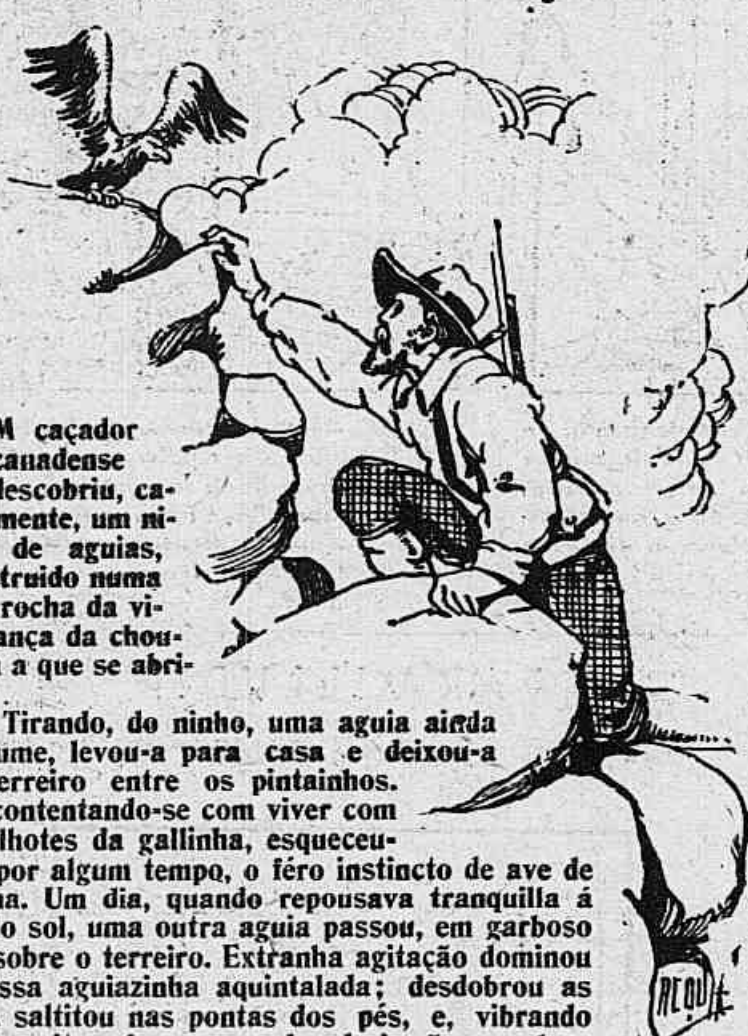 M caçador
canadense
descobriu, ca-
mente, um ni-
de aguias,
truido numa
rocha da vi-
ança da chou-
a que se abri-
Tirando, do ninho, uma aguia ainda
ume, levou-a para casa e deixou-a
erreiro entre os pintainhos.
contentando-se com viver com
lhotes da gallinha, esqueceu-
por algum tempo, o féro instincto de ave de
na. Um dia, quando repousava tranquilla á
o sol, uma outra aguia passou, em garboso
sobre o terreiro. Extranha agitação dominou
ssa aguiazinha aquintalada; desdobrou as
saltitou nas pontas dos pés, e, vibrando